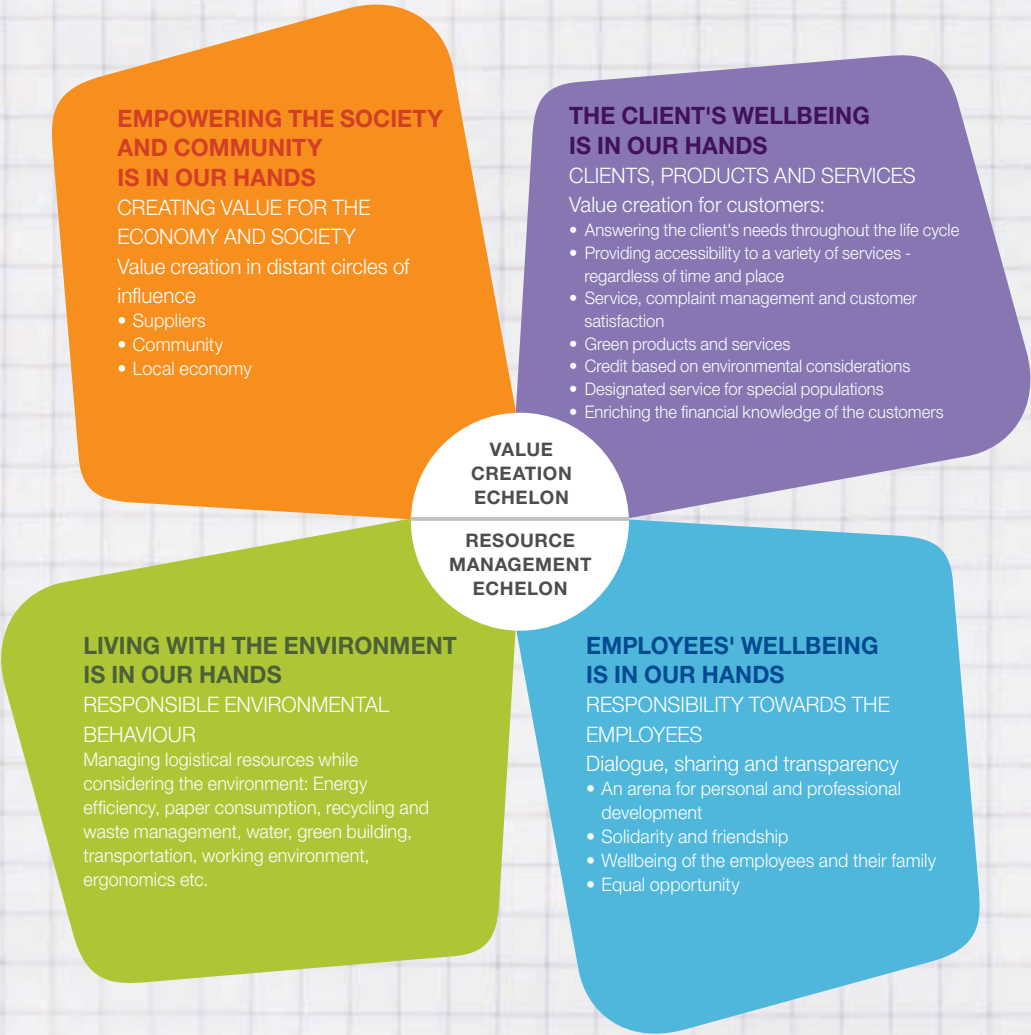 EMPOWERING THE SOCIETY
AND COMMUNITY
IS IN OUR HANDS
CREATING VALUE FOR THE
ECONOMY AND SOCIETY
Value creation in distant circles of
influence
• Suppliers
• Community
• Local economy
THE CLIENT'S WELLBEING
IS IN OUR HANDS
CLIENTS, PRODUCTS AND SERVICES
Value creation for customers:
• Answering the client's needs throughout the life cycle
• Providing accessibility to a variety of services -
regardless of time and place
• Service, complaint management and customer
satisfaction
• Green products and services
• Credit based on environmental considerations
• Designated service for special populations
• Enriching the financial knowledge of the customers
VALUE
CREATION
ECHELON
RESOURCE
MANAGEMENT
ECHELON
LIVING WITH THE ENVIRONMENT
IS IN OUR HANDS
RESPONSIBLE ENVIRONMENTAL
BEHAVIOUR
Managing logistical resources while
considering the environment: Energy
efficiency, paper consumption, recycling and
waste management, water, green building,
transportation, working environment,
ergonomics etc.
EMPLOYEES' WELLBEING
IS IN OUR HANDS
RESPONSIBILITY TOWARDS THE
EMPLOYEES
Dialogue, sharing and transparency
• An arena for personal and professional
development
• Solidarity and friendship
• Wellbeing of the employees and their family
• Equal opportunity